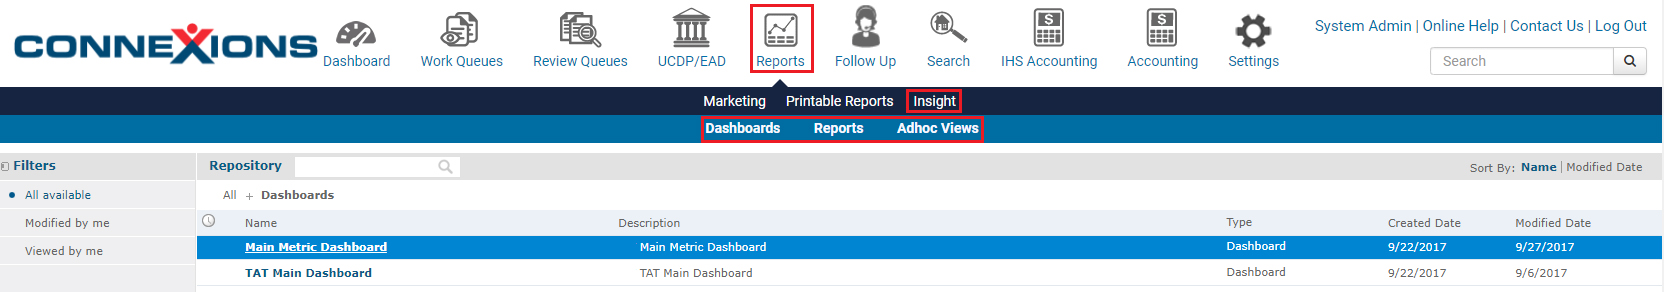 CONNEXIONS
Dashboard Work Queues Review Queues UCDP/EAD Reports Follow Up Search IHS Accounting Accounting Settings
System Admin | Online Help | Contact Us | Log Out
Search
Marketing Printable Reports Insight
Dashboards Reports Adhoc Views
Filters
All available
Modified by me
Viewed by me
Repository
Sort By: Name | Modified Date
All + Dashboards
Name Description Type Created Date Modified Date
Main Metric Dashboard Main Metric Dashboard Dashboard 9/22/2017 9/27/2017
TAT Main Dashboard TAT Main Dashboard Dashboard 9/22/2017 9/6/2017